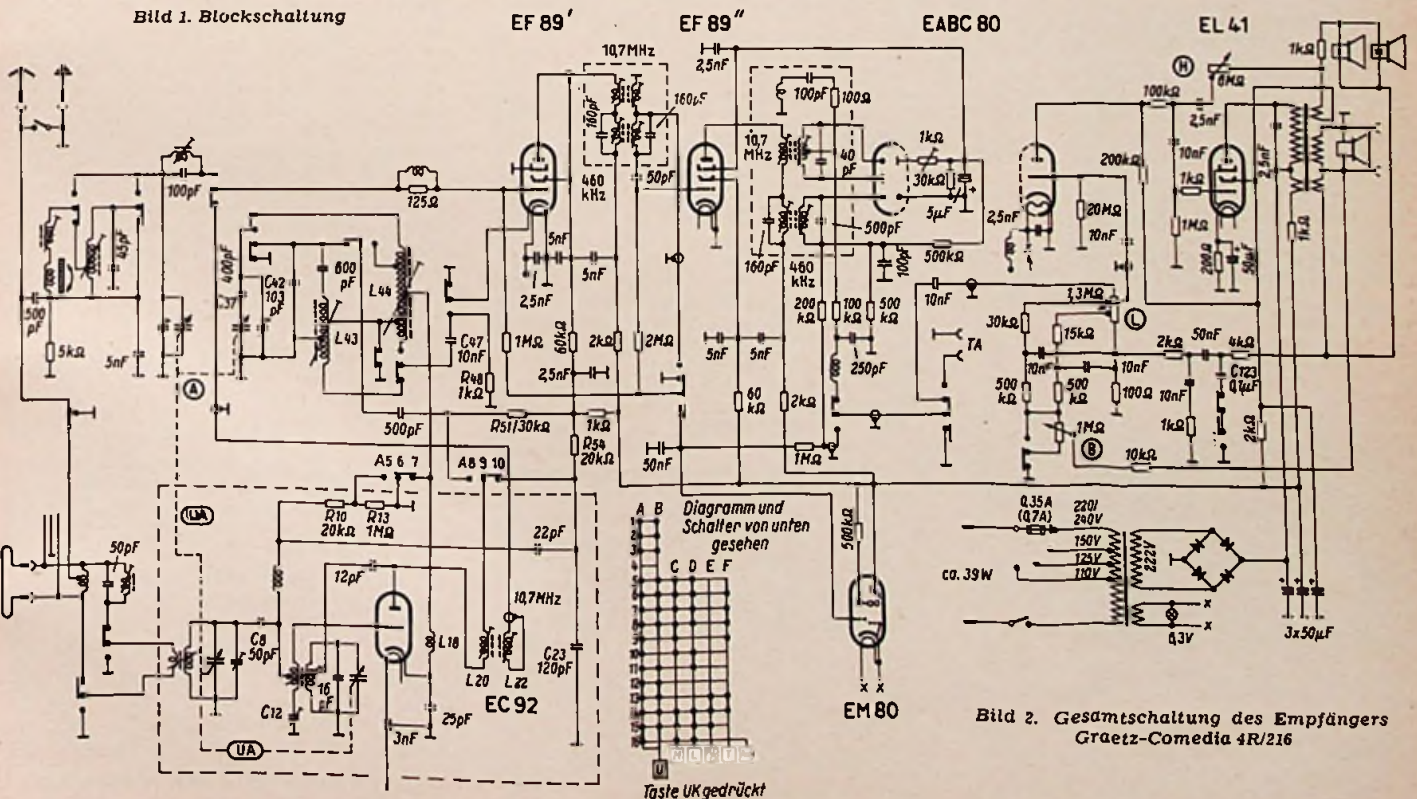 Bild 1. Blockschaltung
EF 89'
EF 89"
EABC 80
EL 41
10,7MHz
160pF
160pF
460 kHz
50pF
2,5nF
100pF
100Ω
10,7 MHz
40 pF
1kΩ
30kΩ
5µF
500pF
160pF
460 kHz
100pF
500kΩ
2,5nF
20MΩ
10nF
100kΩ
200kΩ
H
6MΩ
2,5nF
10nF
1kΩ
1MΩ
200Ω
50µF
2,5nF
1kΩ
1kΩ
100pF
45pF
500 pF
5kΩ
5nF
A
400pF
C42
103 pF
600 pF
L43
L44
125Ω
5nF
2,5nF
5nF
C47
10nF
R48
1kΩ
1MΩ
60kΩ
2kΩ
2MΩ
2,5nF
500pF
R51/30kΩ
1kΩ
R54
20kΩ
5nF
5nF
60 kΩ
2kΩ
200 kΩ
100 kΩ
500 kΩ
250pF
50nF
1MΩ
10nF
TA
30kΩ
1,3MΩ
L
15kΩ
10nF
10nF
500 kΩ
500 kΩ
100Ω
1MΩ
B
2kΩ
50nF
4kΩ
10nF
C123
0,1µF
1kΩ
2kΩ
10kΩ
A5 6 7
A8 9 10
UA
R10
20kΩ
R13
1MΩ
22pF
12pF
50pF
C8
50pF
C12
16 pF
L18
10,7MHz
L20
L22
C23
120pF
25pF
3nF
EC 92
UA
A B
Diagramm und
Schalter von unten
gesehen
C D E F
U
Taste UK gedrückt
500kΩ
EM 80
x x
0,35A
(0,7A)
220/
240V
150V
125V
110V
ca. 39W
222V
6,3V
x
x
3x50µF
Bild 2. Gesamtschaltung des Empfängers
Graetz-Comedia 4R/216